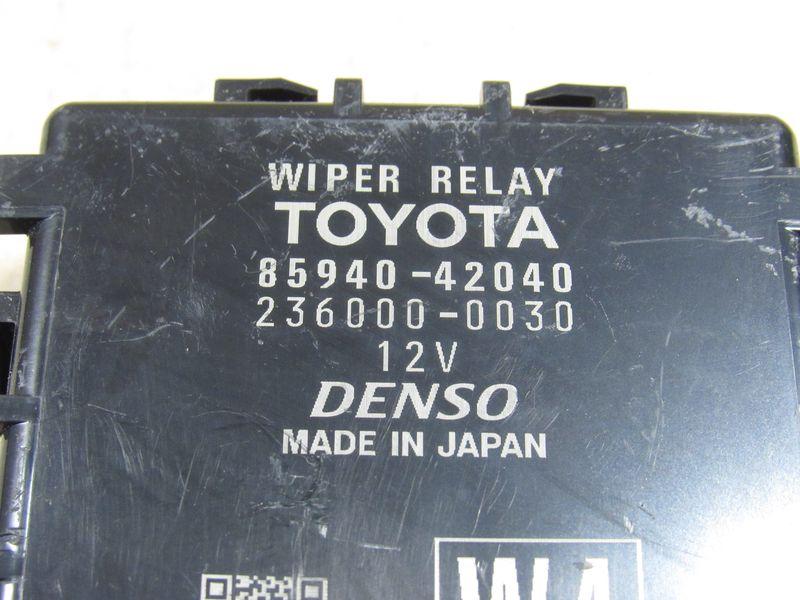 WIPER RELAY
TOYOTA
85940-42040
236000-0030
12V
DENSO
MADE IN JAPAN